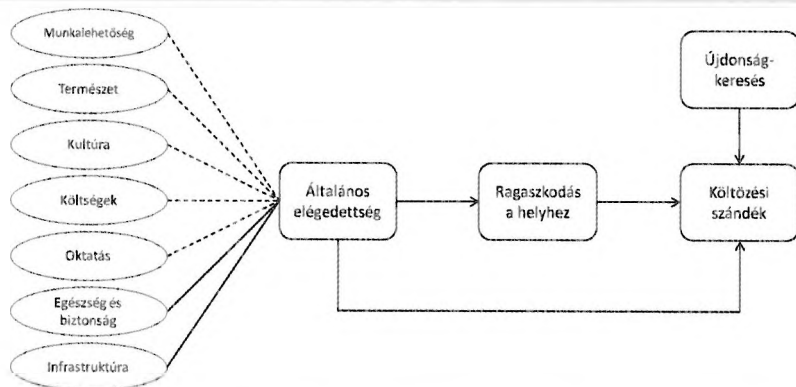 Munkalehetőség
Természet
Kultúra
Költségek
Oktatás
Egészség és
biztonság
Infrastruktúra
Általános
elégedettség
Ragaszkodás
a helyhez
Újdonság-
keresés
Költözési
szándék